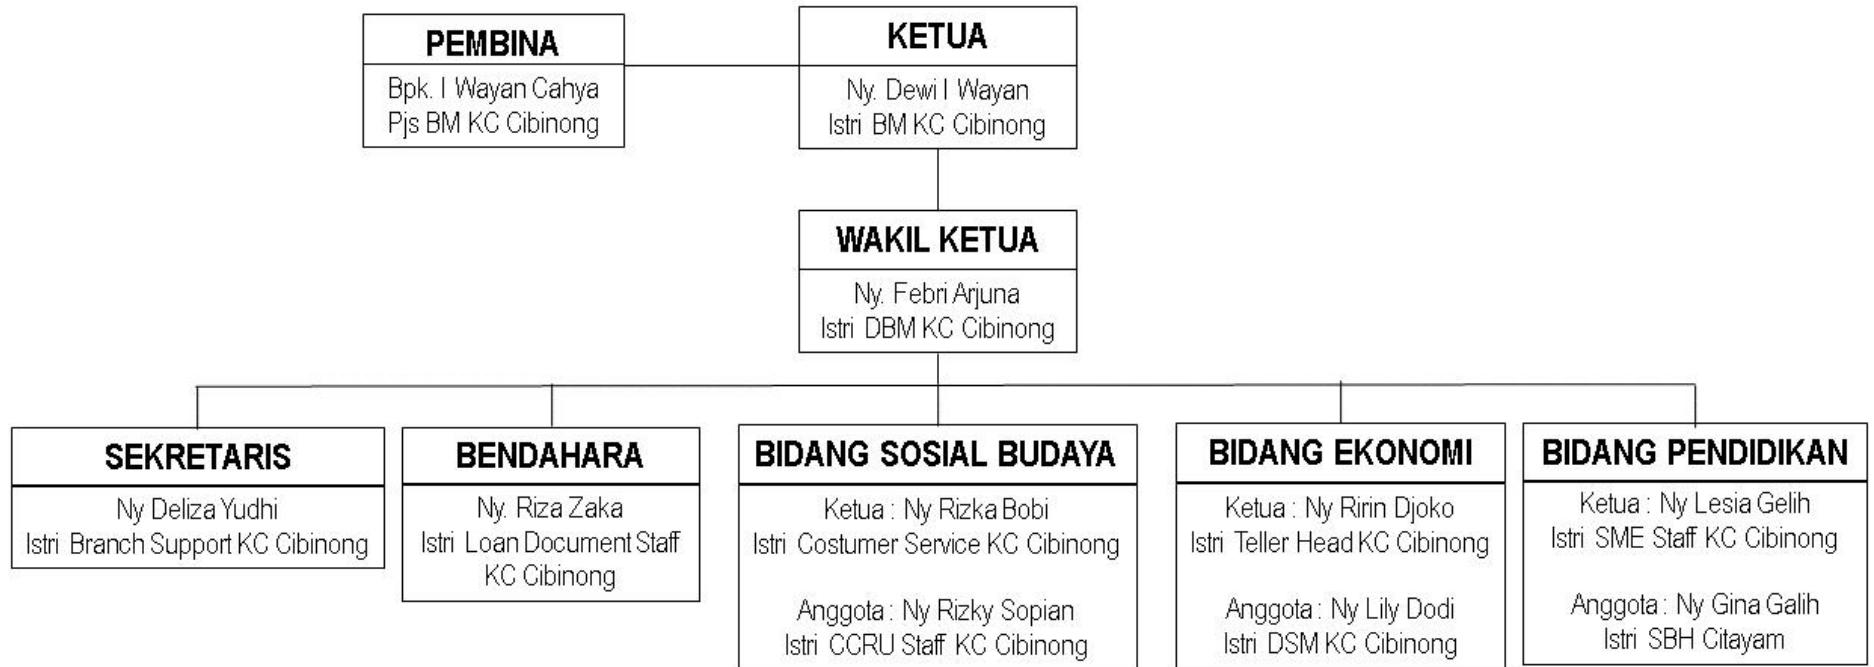 PEMBINA
Bpk. I Wayan Cahya
Pjs BM KC Cibinong
KETUA
Ny. Dewi I Wayan
Istri BM KC Cibinong
WAKIL KETUA
Ny. Febri Arjuna
Istri DBM KC Cibinong
SEKRETARIS
Ny Deliza Yudhi
Istri Branch Support KC Cibinong
BENDAHARA
Ny. Riza Zaka
Istri Loan Document Staff
KC Cibinong
BIDANG SOSIAL BUDAYA
Ketua : Ny Rizka Bobi
Istri Costumer Service KC Cibinong
Anggota : Ny Rizky Sopian
Istri CCRU Staff KC Cibinong
BIDANG EKONOMI
Ketua : Ny Ririn Djoko
Istri Teller Head KC Cibinong
Anggota : Ny Lily Dodi
Istri DSM KC Cibinong
BIDANG PENDIDIKAN
Ketua : Ny Lesia Gelih
Istri SME Staff KC Cibinong
Anggota : Ny Gina Galih
Istri SBH Citayam